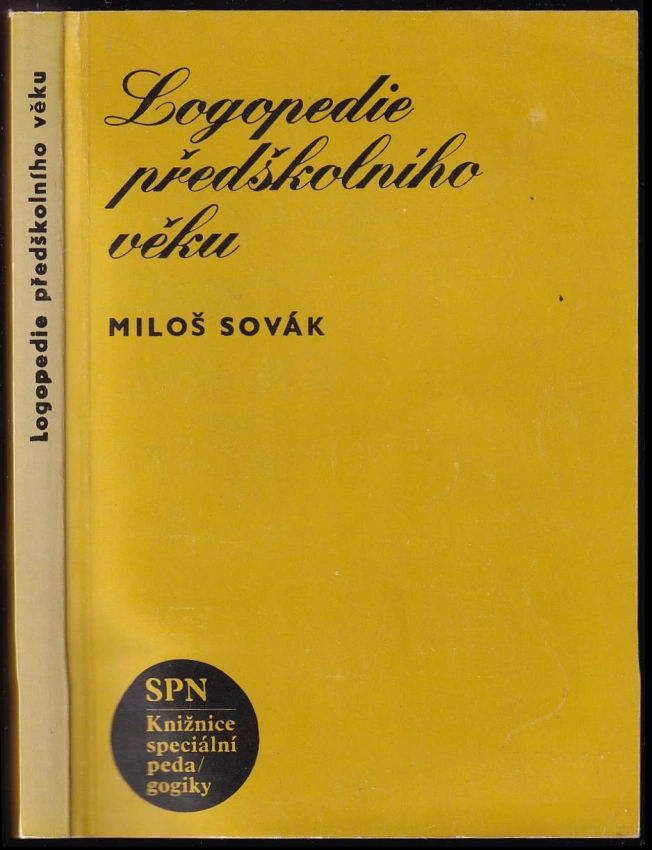 Logopedie předškolního věku
Logopedie
předškolního
věku
MILOŠ SOVÁK
SPN
Knižnice
speciální
peda/
gogiky